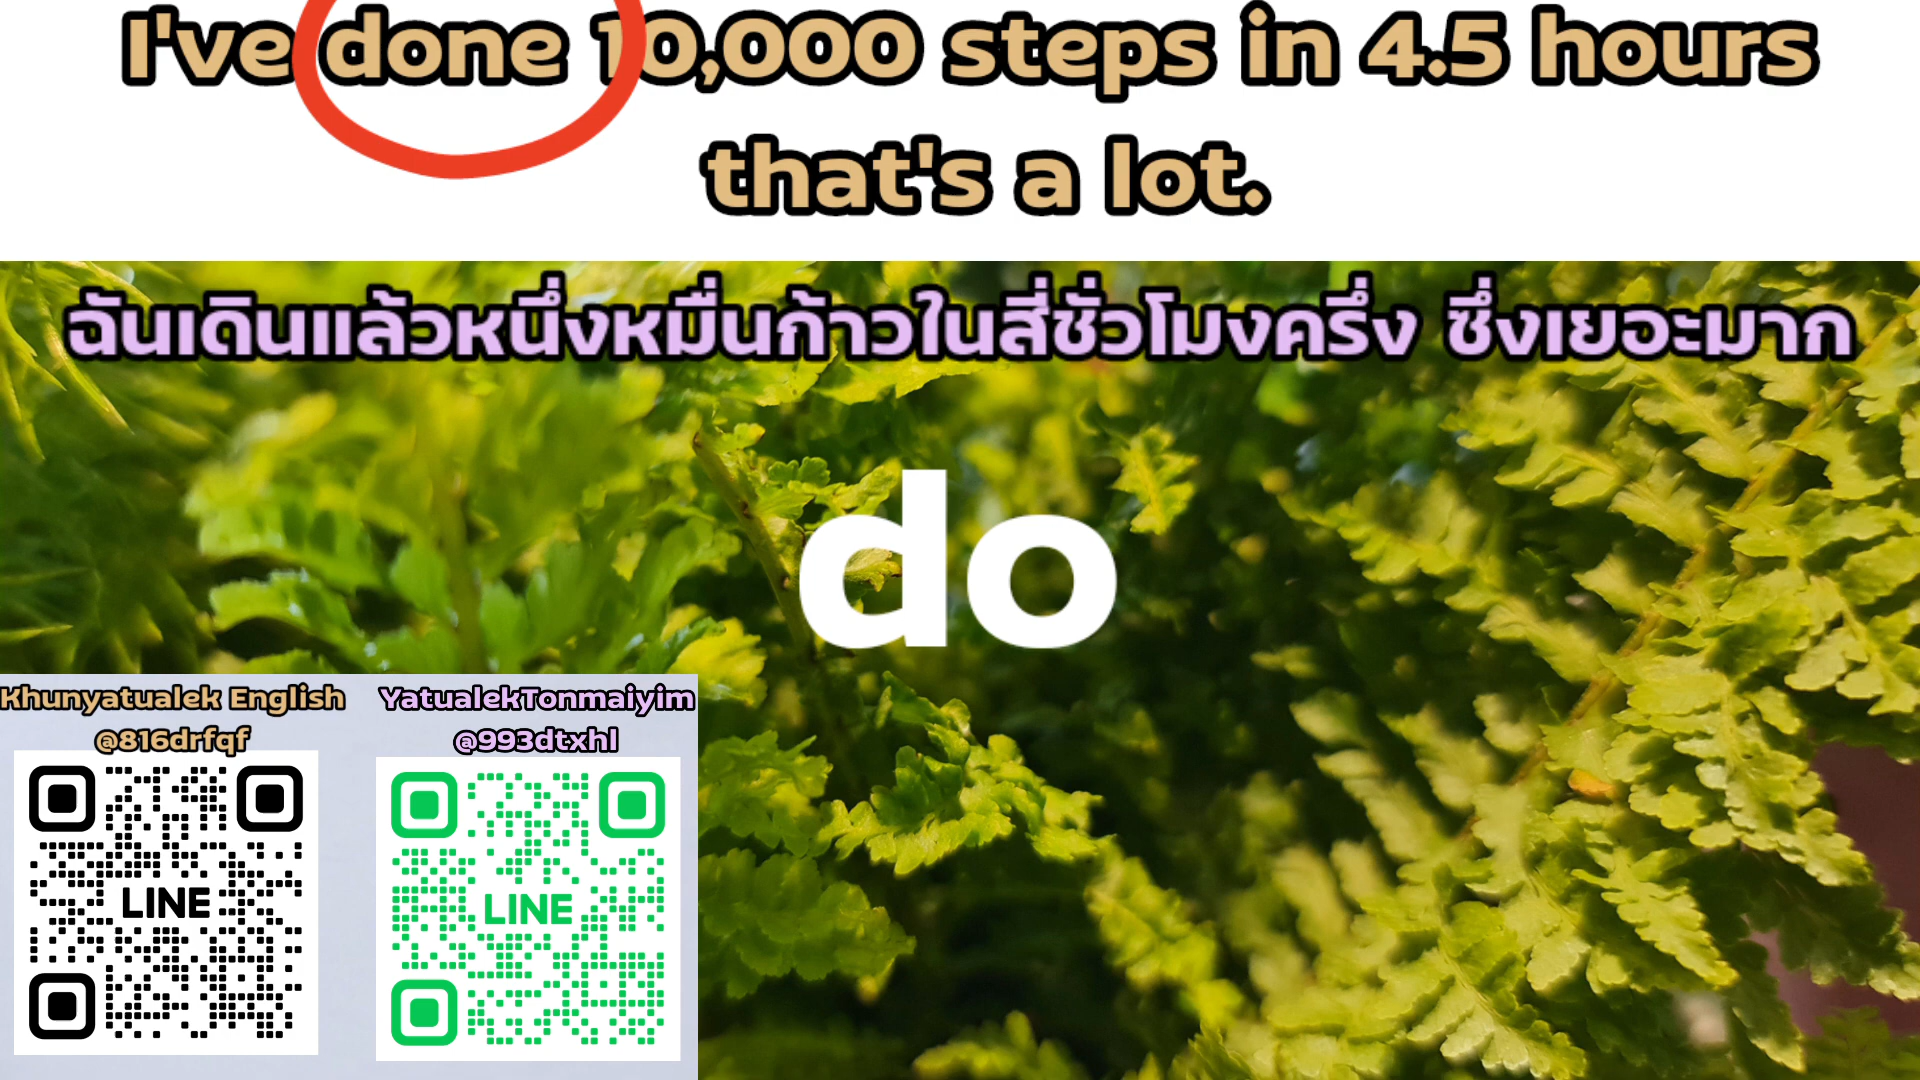 I've done 10,000 steps in 4.5 hours
that's a lot.
ฉันเดินแล้วหนึ่งหมื่นก้าวในสี่ชั่วโมงครึ่ง ซึ่งเยอะมาก
do
Khunyatualek English
@816drfqf
YatualekTonmaiyim
@993dtxhl
LINE
LINE